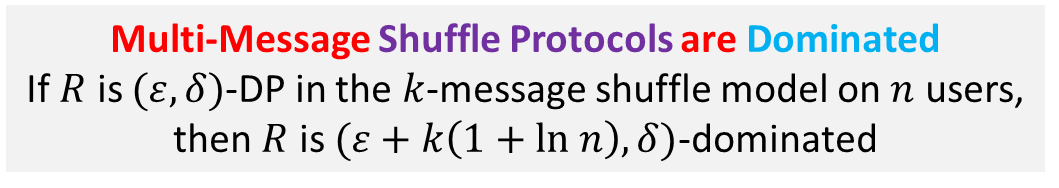 Multi-Message Shuffle Protocols are Dominated
If R is (ε, δ)-DP in the k-message shuffle model on n users,
then R is (ε + k(1 + ln n), δ)-dominated